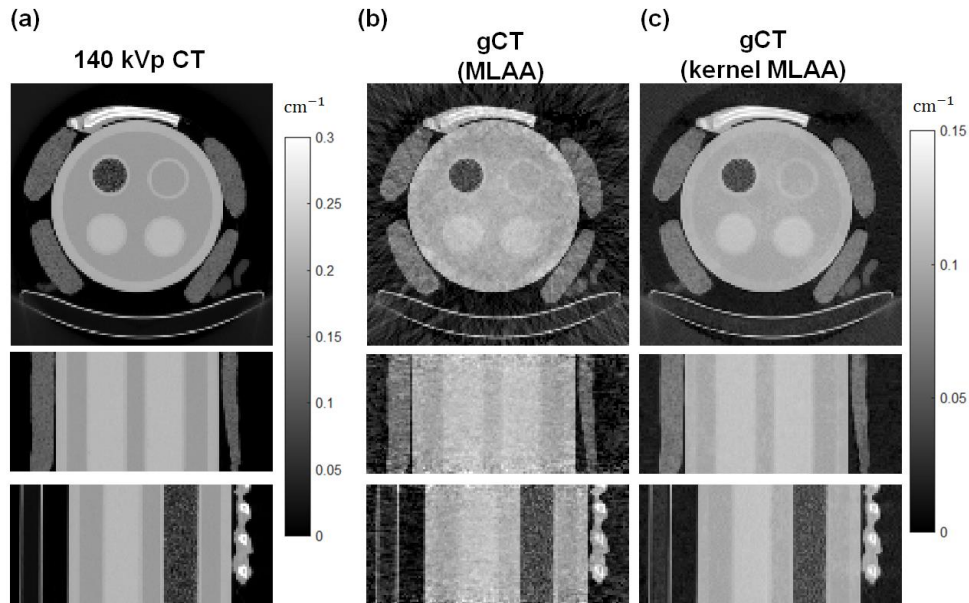 (a)
140 kVp CT
cm⁻¹
0.3
0.25
0.2
0.15
0.1
0.05
0
(b)
gCT
(MLAA)
(c)
gCT
(kernel MLAA)
cm⁻¹
0.15
0.1
0.05
0